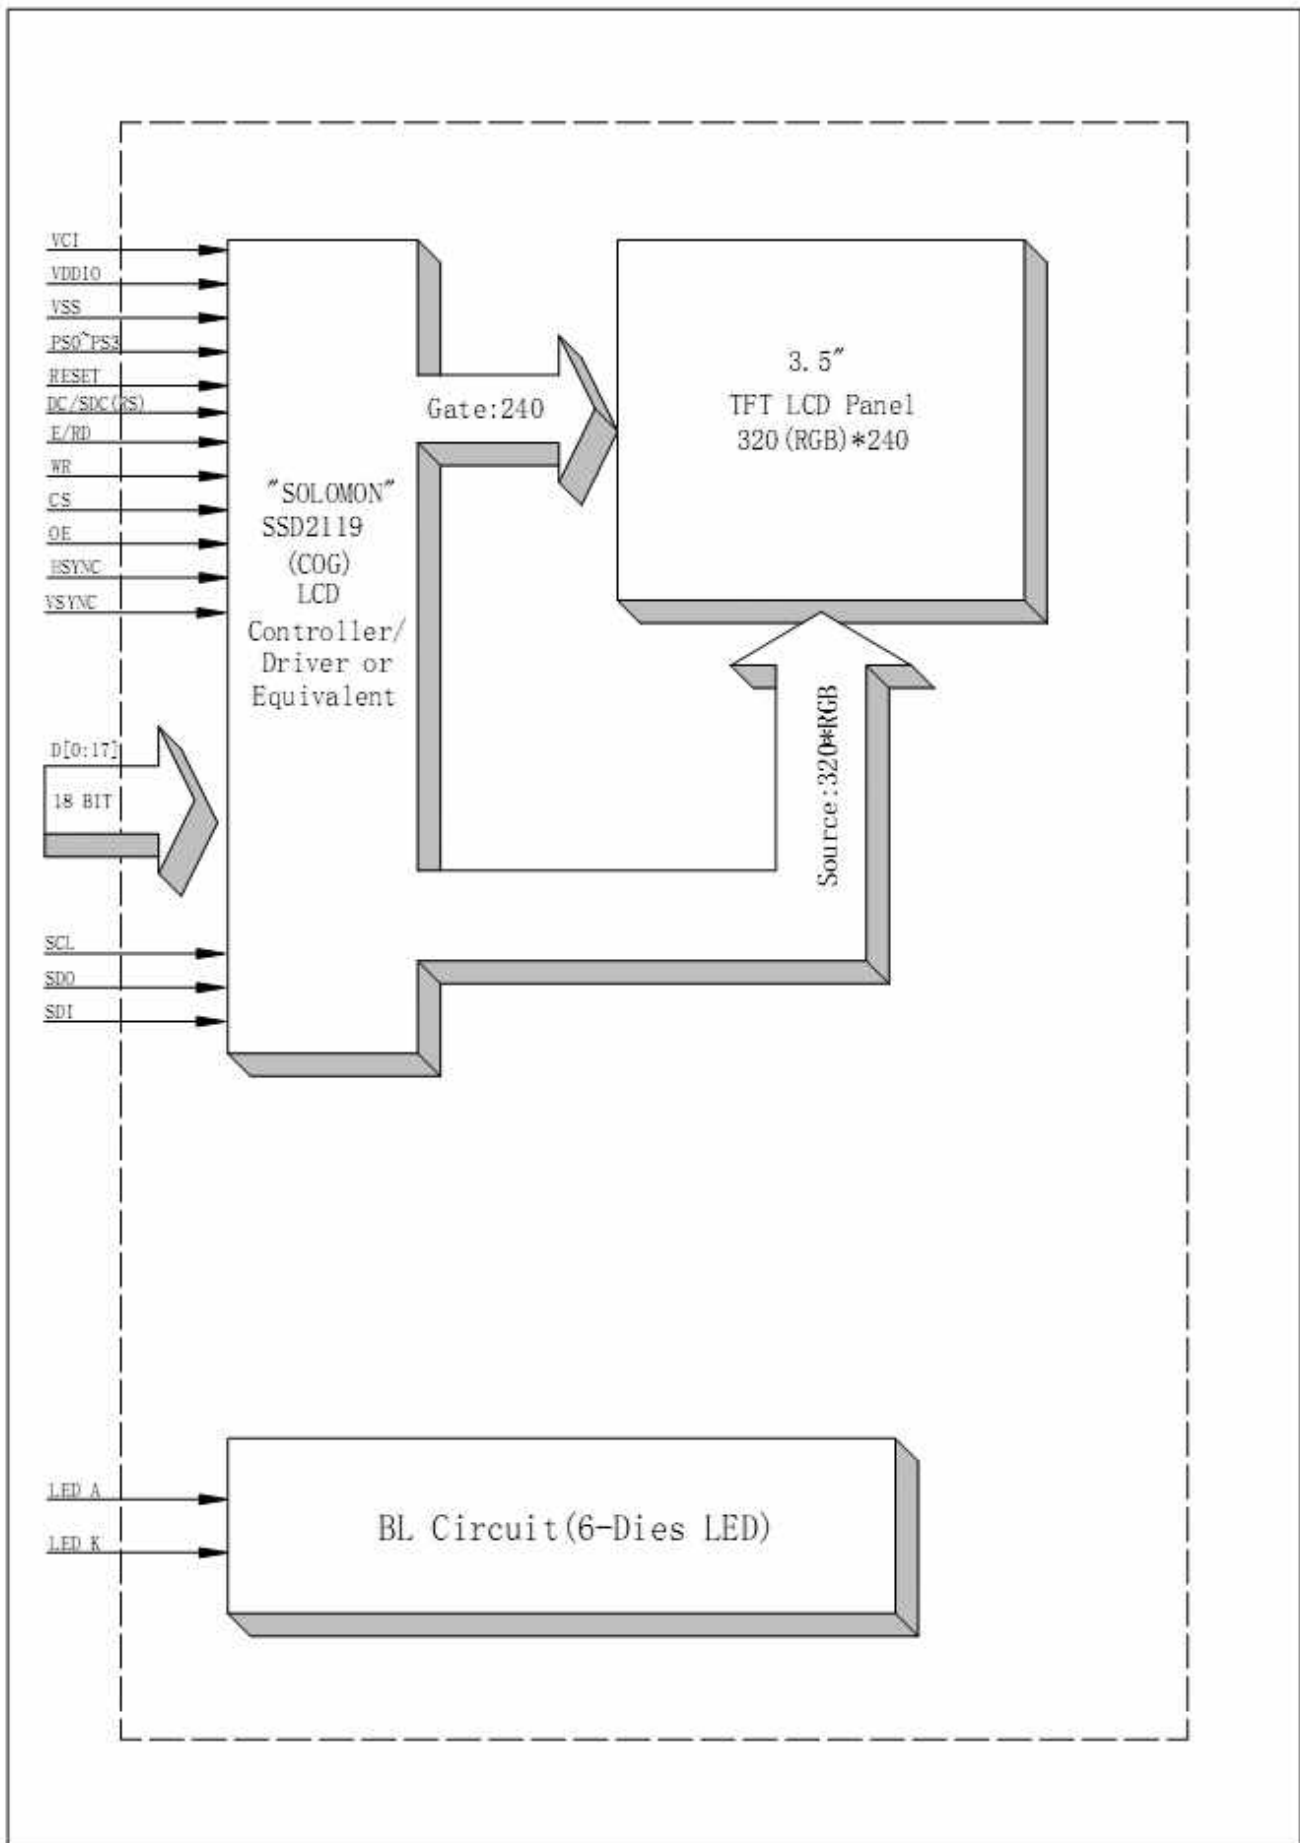 VCI
VDDIO
VSS
PS0~PS3
RESET
DC/SDC(RS)
E/RD
WR
CS
OE
HSYNC
VSYNC
D[0:17]
18 BIT
SCL
SDO
SDI
"SOLOMON"
SSD2119
(COG)
LCD
Controller/
Driver or
Equivalent
Gate:240
3.5"
TFT LCD Panel
320(RGB)*240
Source:320*RGB
LED A
LED K
BL Circuit(6-Dies LED)